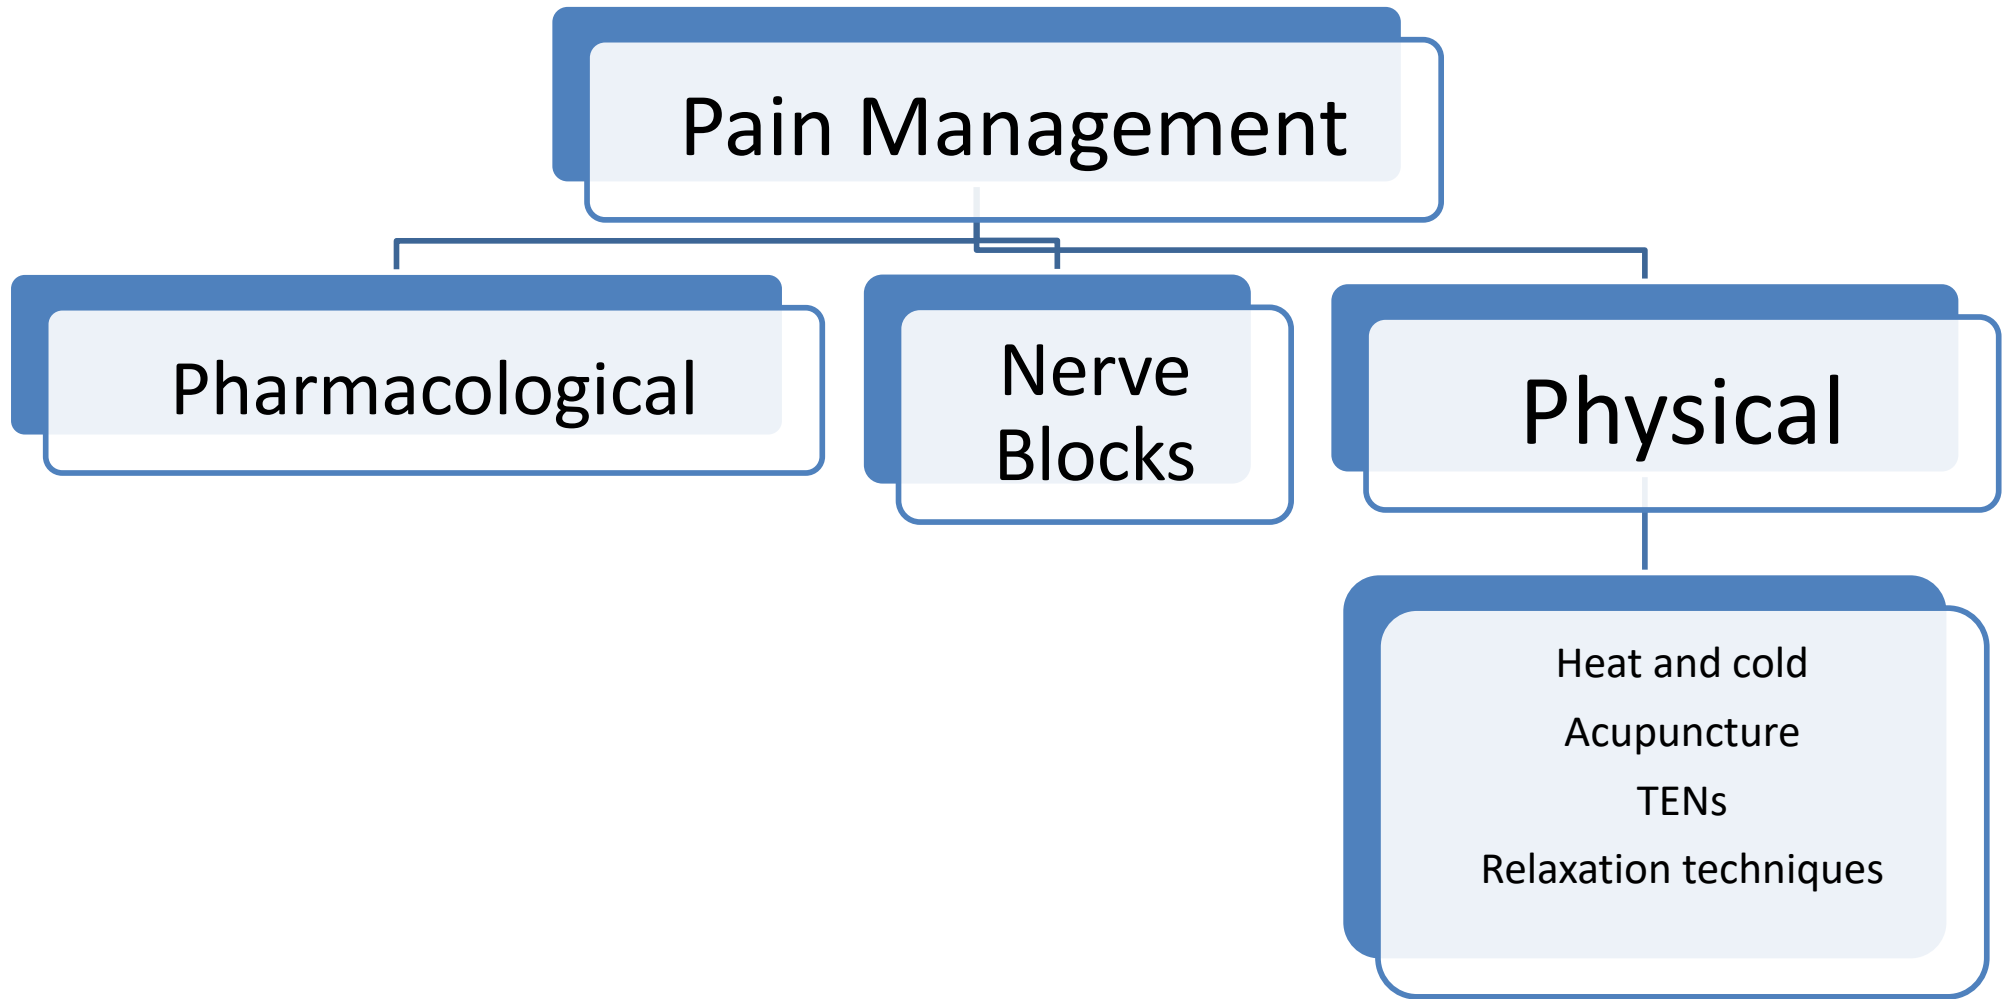 Pain Management
Pharmacological
Nerve
Blocks
Physical
Heat and cold
Acupuncture
TENs
Relaxation techniques